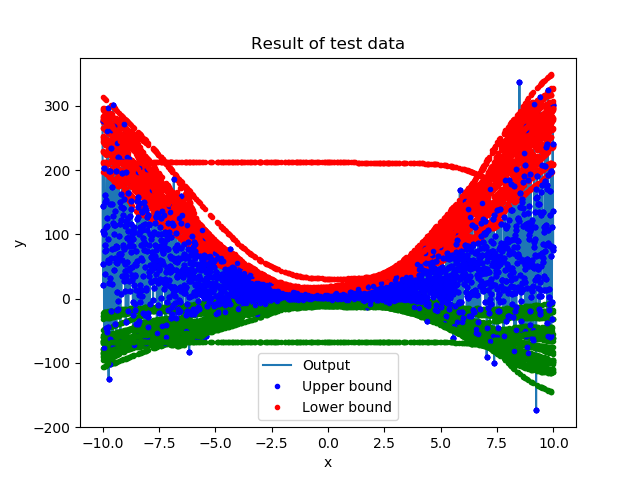 Result of test data
300
200
100
0
−100
−200
y
−10.0
−7.5
−5.0
−2.5
0.0
2.5
5.0
7.5
10.0
x
Output
Upper bound
Lower bound